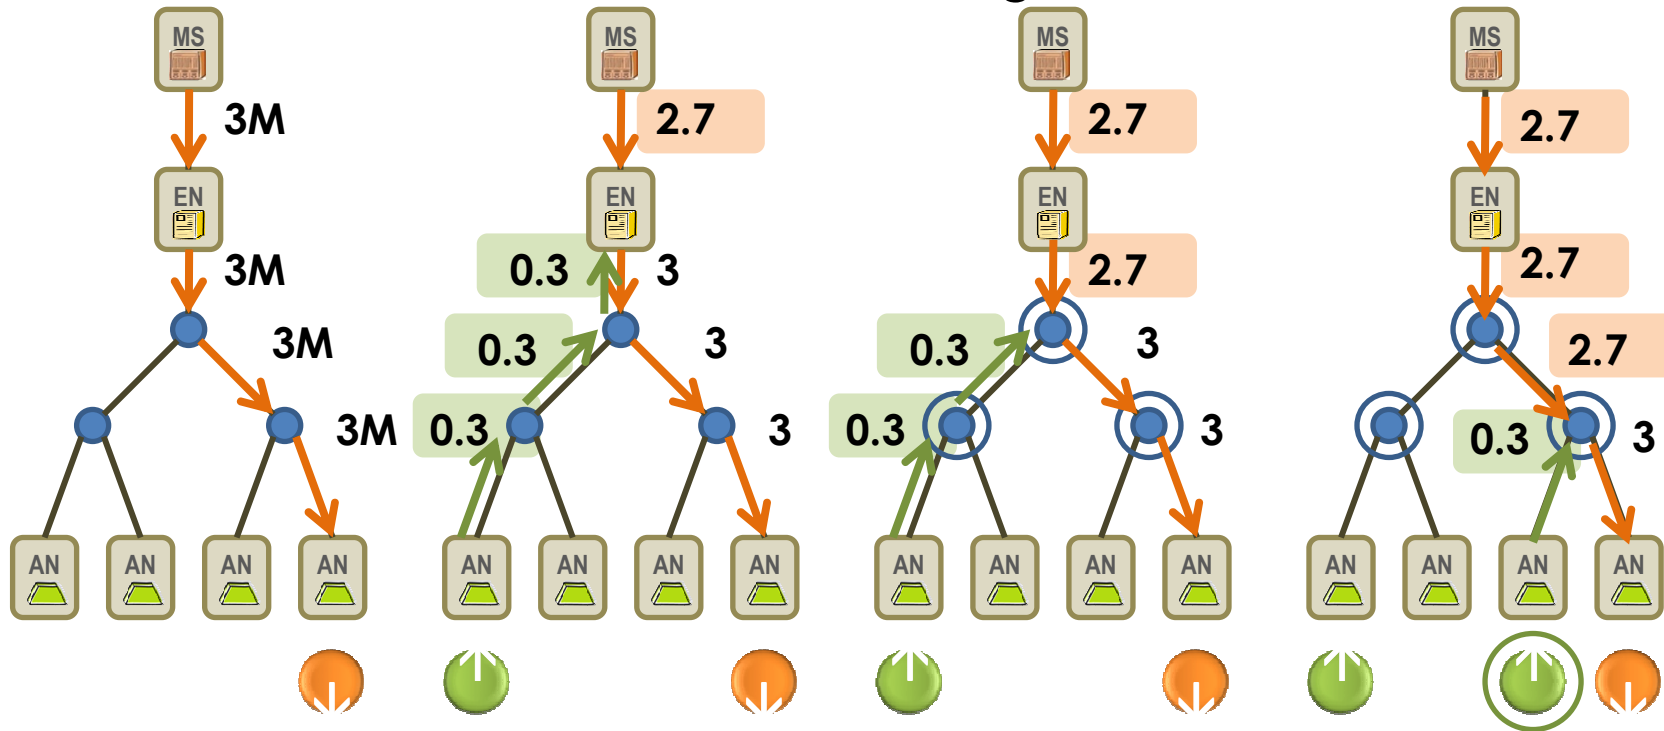 MS MS MS MS
3M 2.7 2.7 2.7
EN EN EN EN
3M 0.3 3 2.7 2.7
3M 0.3 3 0.3 3 2.7
3M 0.3 3 0.3 3 0.3 3
AN AN AN AN AN AN AN AN AN AN AN AN AN AN AN AN